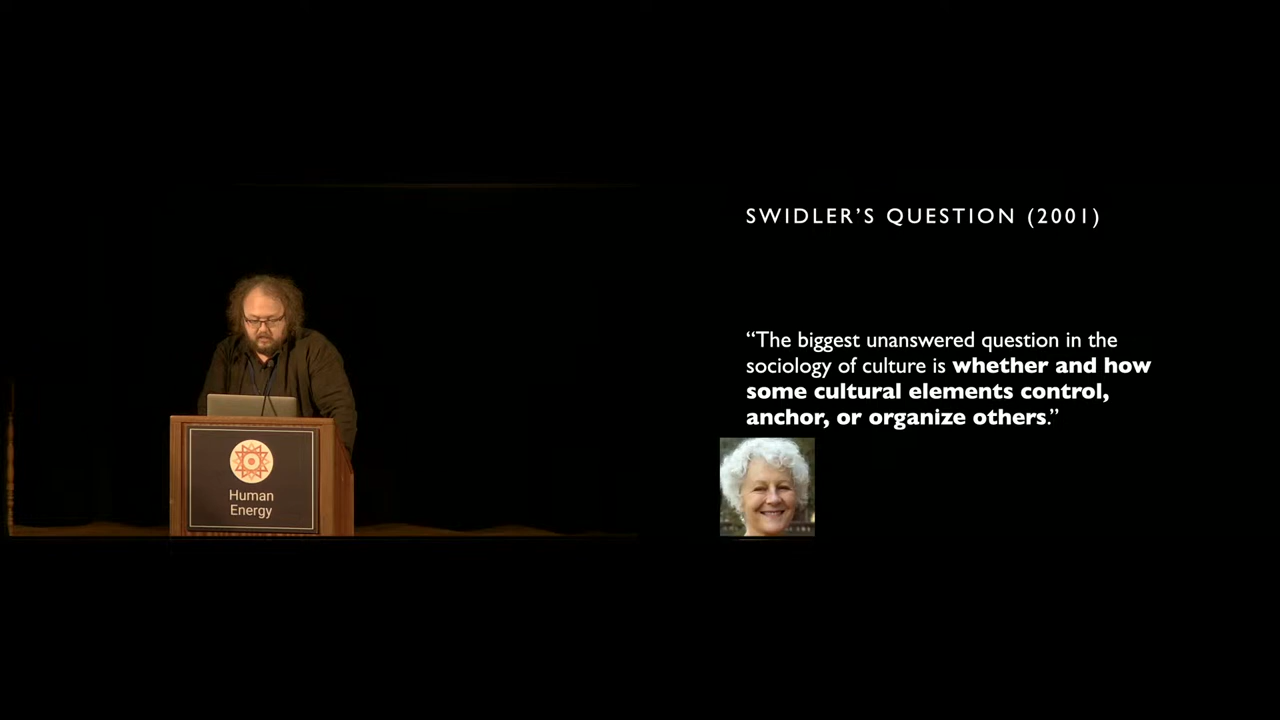 SWIDLER'S QUESTION (2001)
“The biggest unanswered question in the
sociology of culture is whether and how
some cultural elements control,
anchor, or organize others.”
Human
Energy